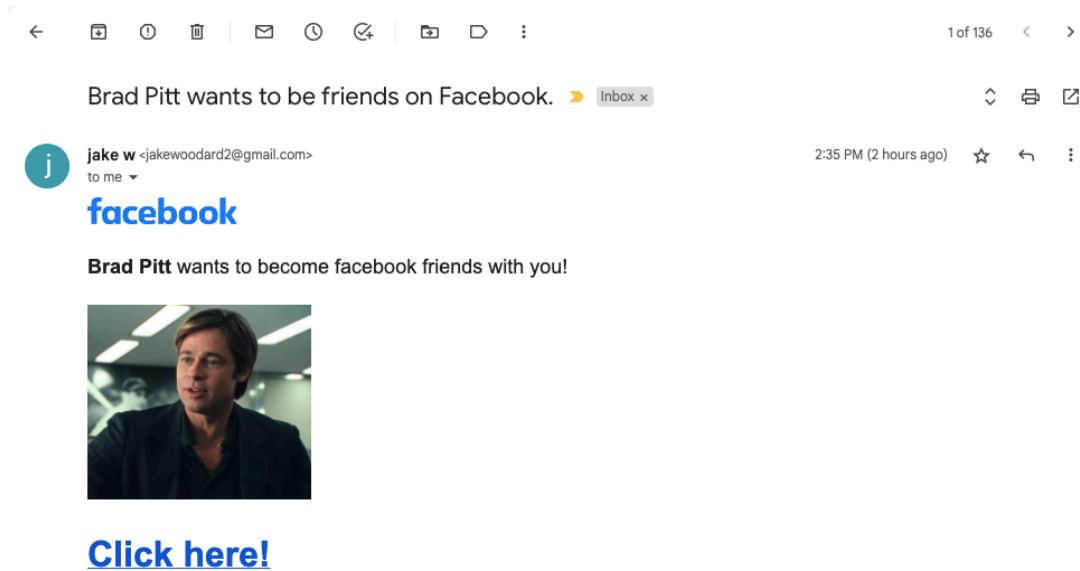 1 of 136
Brad Pitt wants to be friends on Facebook. Inbox ×
j
jake w <jakewoodard2@gmail.com> 2:35 PM (2 hours ago)
to me
facebook
Brad Pitt wants to become facebook friends with you!
Click here!